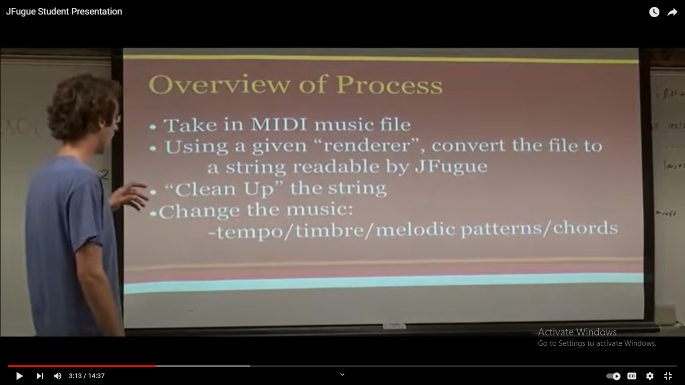 JFugue Student Presentation
Overview of Process
• Take in MIDI music file
• Using a given “renderer”, convert the file to
a string readable by JFugue
• “Clean Up” the string
•Change the music:
-tempo/timbre/melodic patterns/chords
Activate Windows
Go to Settings to activate Windows.
3:13 / 14:37